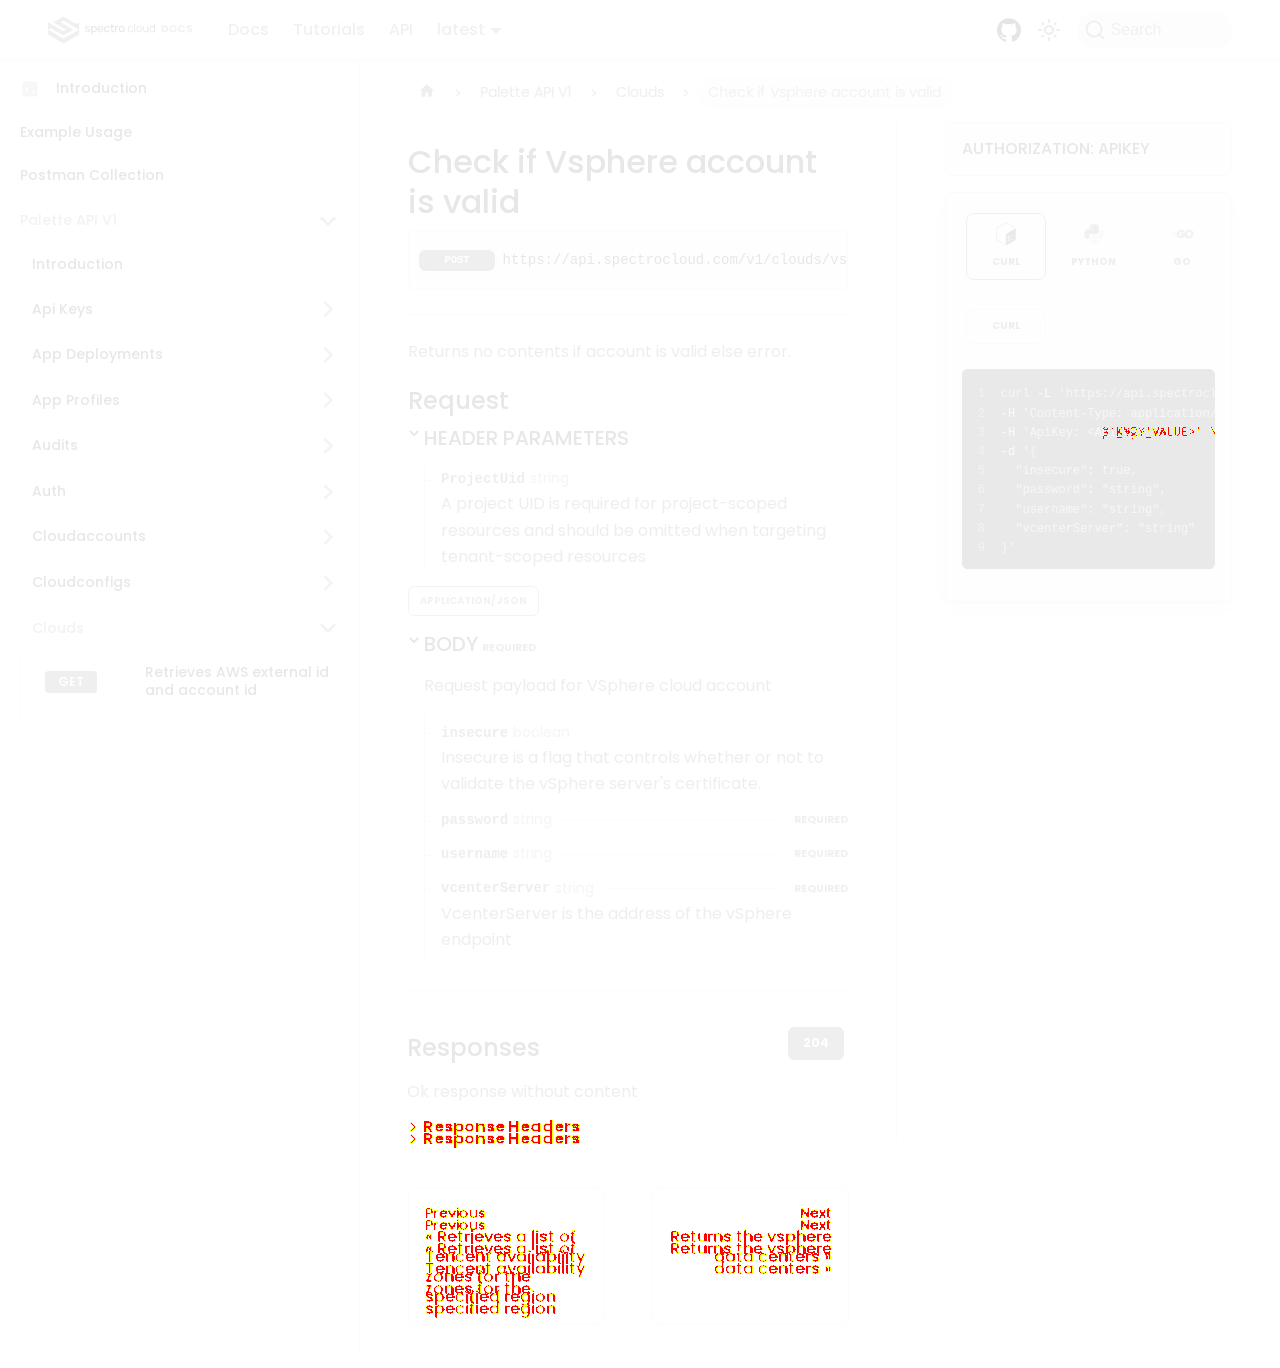 spectro cloud DOCS Docs Tutorials API latest Search
Introduction
Example Usage
Postman Collection
Palette API V1
Introduction
Api Keys
App Deployments
App Profiles
Audits
Auth
Cloudaccounts
Cloudconfigs
Clouds
GET Retrieves AWS external id
and account id
Palette API V1 Clouds Check if Vsphere account is valid
Check if Vsphere account
is valid
POST https://api.spectrocloud.com/v1/clouds/vs
Returns no contents if account is valid else error.
Request
HEADER PARAMETERS
ProjectUid string
A project UID is required for project-scoped
resources and should be omitted when targeting
tenant-scoped resources
APPLICATION/JSON
BODY REQUIRED
Request payload for VSphere cloud account
insecure boolean
Insecure is a flag that controls whether or not to
validate the vSphere server's certificate.
password string REQUIRED
username string REQUIRED
vcenterServer string REQUIRED
VcenterServer is the address of the vSphere
endpoint
Responses 204
Ok response without content
Response Headers
Response Headers
Previous
Previous
« Retrieves a list of
« Retrieves a list of
Tencent availability
Tencent availability
zones for the
zones for the
specified region
specified region
Next
Next
Returns the vsphere
Returns the vsphere
data centers »
data centers »
AUTHORIZATION: APIKEY
CURL PYTHON GO
CURL
1 curl -L 'https://api.spectrocl
2 -H 'Content-Type: application/
3 -H 'ApiKey:
4 -d '{
5 "insecure": true,
6 "password": "string",
7 "username": "string",
8 "vcenterServer": "string"
9 }'